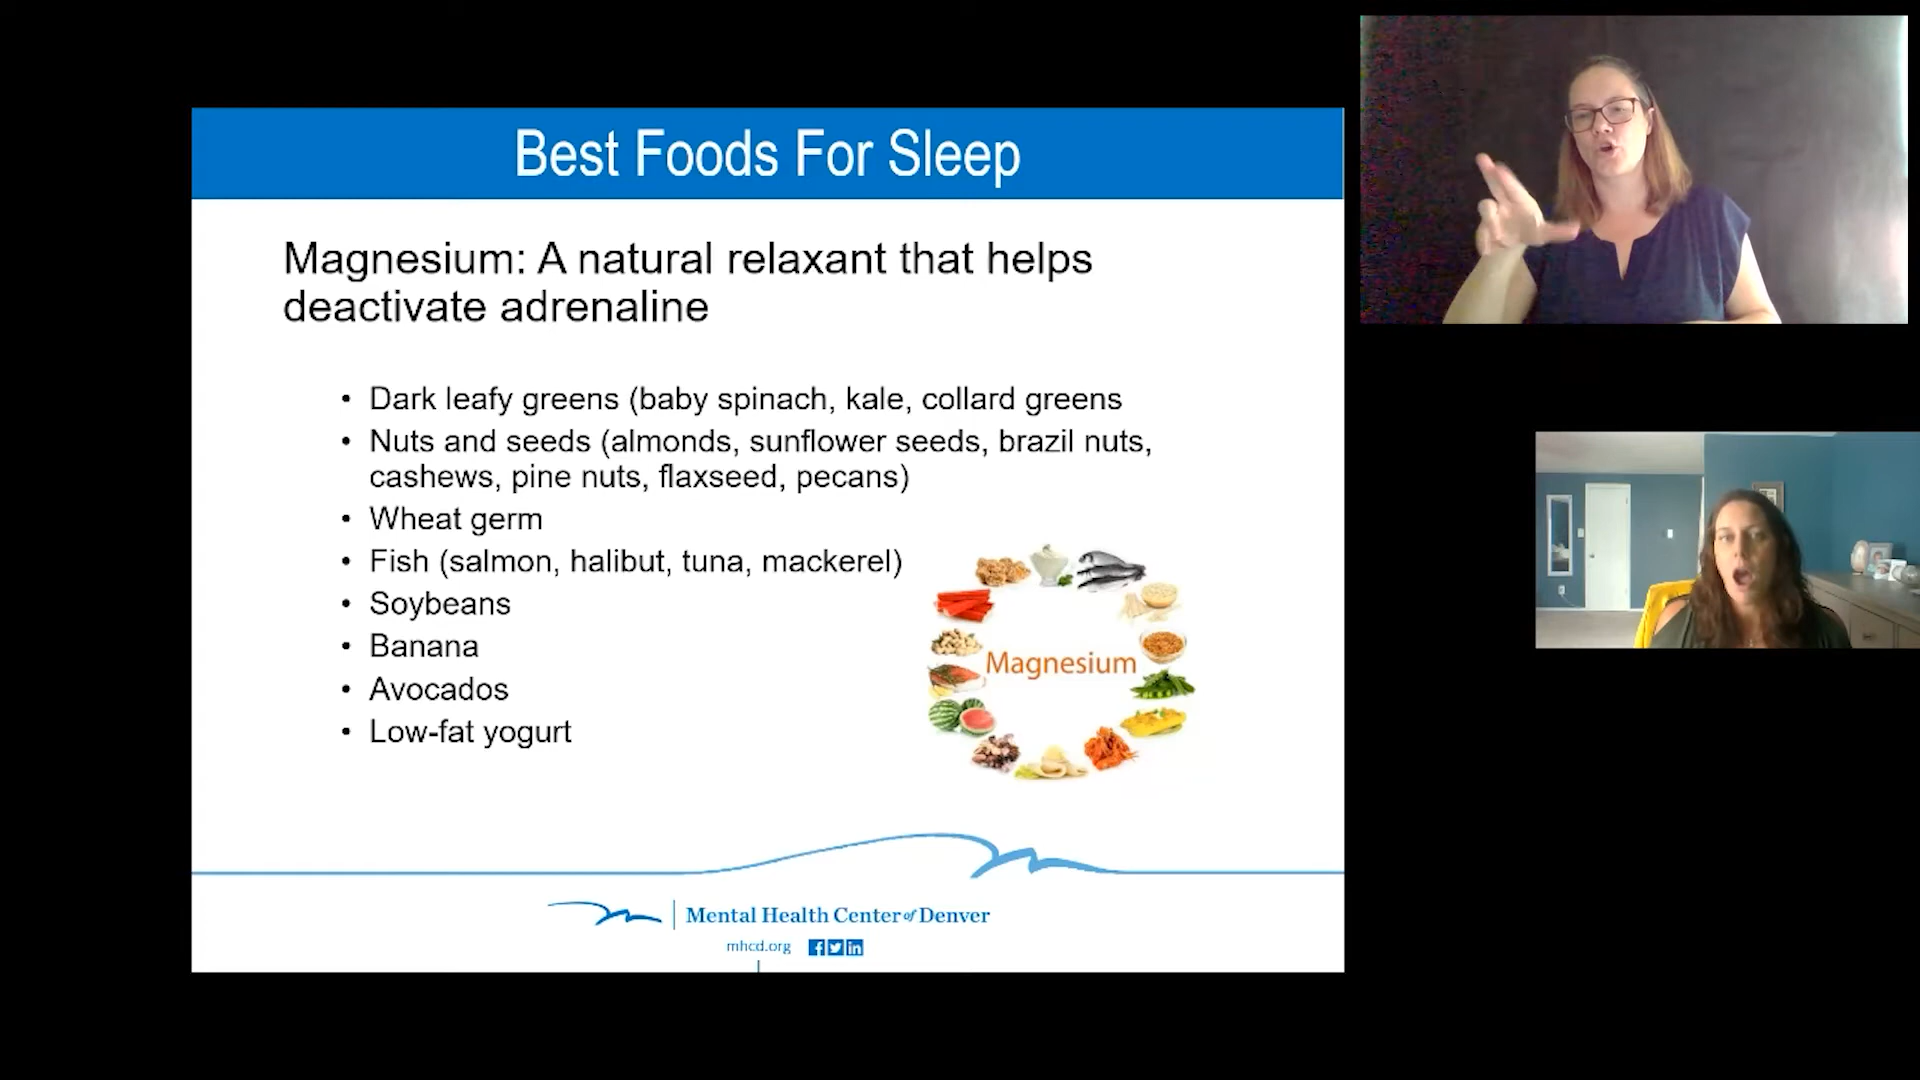 Best Foods For Sleep
Magnesium: A natural relaxant that helps
deactivate adrenaline
• Dark leafy greens (baby spinach, kale, collard greens
• Nuts and seeds (almonds, sunflower seeds, brazil nuts,
cashews, pine nuts, flaxseed, pecans)
• Wheat germ
• Fish (salmon, halibut, tuna, mackerel)
• Soybeans
• Banana
• Avocados
• Low-fat yogurt
Magnesium
Mental Health Center of Denver
mhcd.org